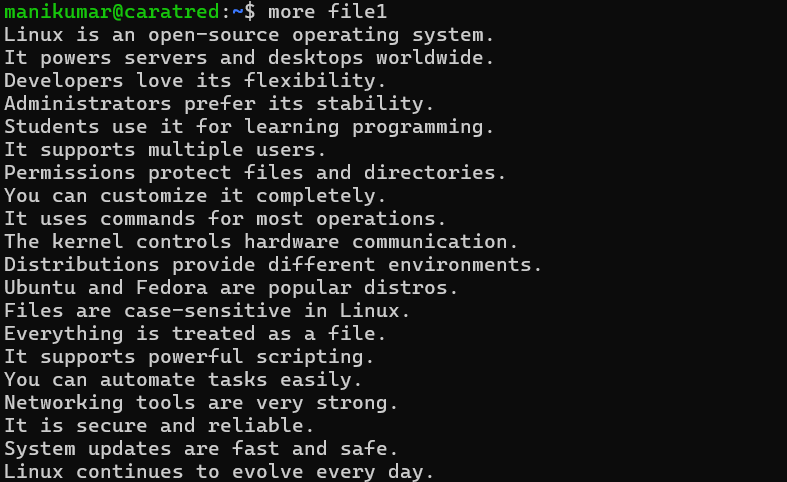 manikumar@caratred:~$ more file1
Linux is an open-source operating system.
It powers servers and desktops worldwide.
Developers love its flexibility.
Administrators prefer its stability.
Students use it for learning programming.
It supports multiple users.
Permissions protect files and directories.
You can customize it completely.
It uses commands for most operations.
The kernel controls hardware communication.
Distributions provide different environments.
Ubuntu and Fedora are popular distros.
Files are case-sensitive in Linux.
Everything is treated as a file.
It supports powerful scripting.
You can automate tasks easily.
Networking tools are very strong.
It is secure and reliable.
System updates are fast and safe.
Linux continues to evolve every day.